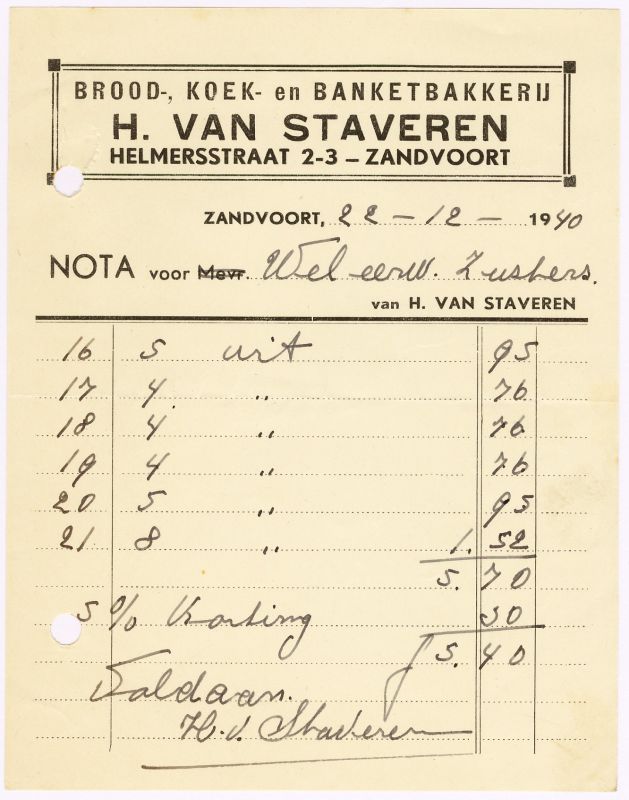 BROOD-, KOEK- en BANKETBAKKERIJ
H. VAN STAVEREN
HELMERSSTRAAT 2-3 – ZANDVOORT
ZANDVOORT, 22 – 12 – 1940
NOTA voor Mevr. Wel eerw. Zusters.
van H. VAN STAVEREN
16 5 wit 95
17 4 „ 76
18 4 „ 76
19 4 „ 76
20 5 „ 95
21 8 „ 1. 52
5. 70
5 % Korting 30
f 5. 40
Voldaan.
H. v. Staveren